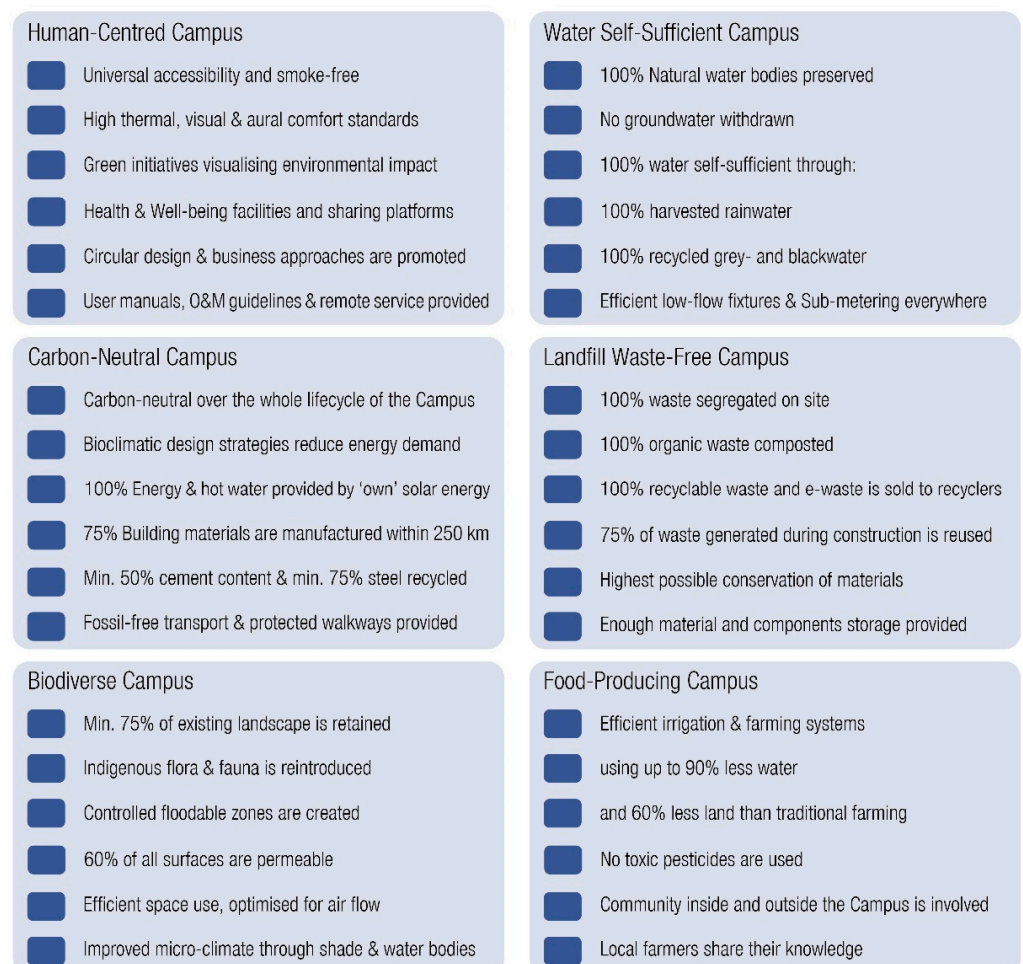 Human-Centred Campus
Universal accessibility and smoke-free
High thermal, visual & aural comfort standards
Green initiatives visualising environmental impact
Health & Well-being facilities and sharing platforms
Circular design & business approaches are promoted
User manuals, O&M guidelines & remote service provided
Water Self-Sufficient Campus
100% Natural water bodies preserved
No groundwater withdrawn
100% water self-sufficient through:
100% harvested rainwater
100% recycled grey- and blackwater
Efficient low-flow fixtures & Sub-metering everywhere
Carbon-Neutral Campus
Carbon-neutral over the whole lifecycle of the Campus
Bioclimatic design strategies reduce energy demand
100% Energy & hot water provided by ‘own’ solar energy
75% Building materials are manufactured within 250 km
Min. 50% cement content & min. 75% steel recycled
Fossil-free transport & protected walkways provided
Landfill Waste-Free Campus
100% waste segregated on site
100% organic waste composted
100% recyclable waste and e-waste is sold to recyclers
75% of waste generated during construction is reused
Highest possible conservation of materials
Enough material and components storage provided
Biodiverse Campus
Min. 75% of existing landscape is retained
Indigenous flora & fauna is reintroduced
Controlled floodable zones are created
60% of all surfaces are permeable
Efficient space use, optimised for air flow
Improved micro-climate through shade & water bodies
Food-Producing Campus
Efficient irrigation & farming systems
using up to 90% less water
and 60% less land than traditional farming
No toxic pesticides are used
Community inside and outside the Campus is involved
Local farmers share their knowledge